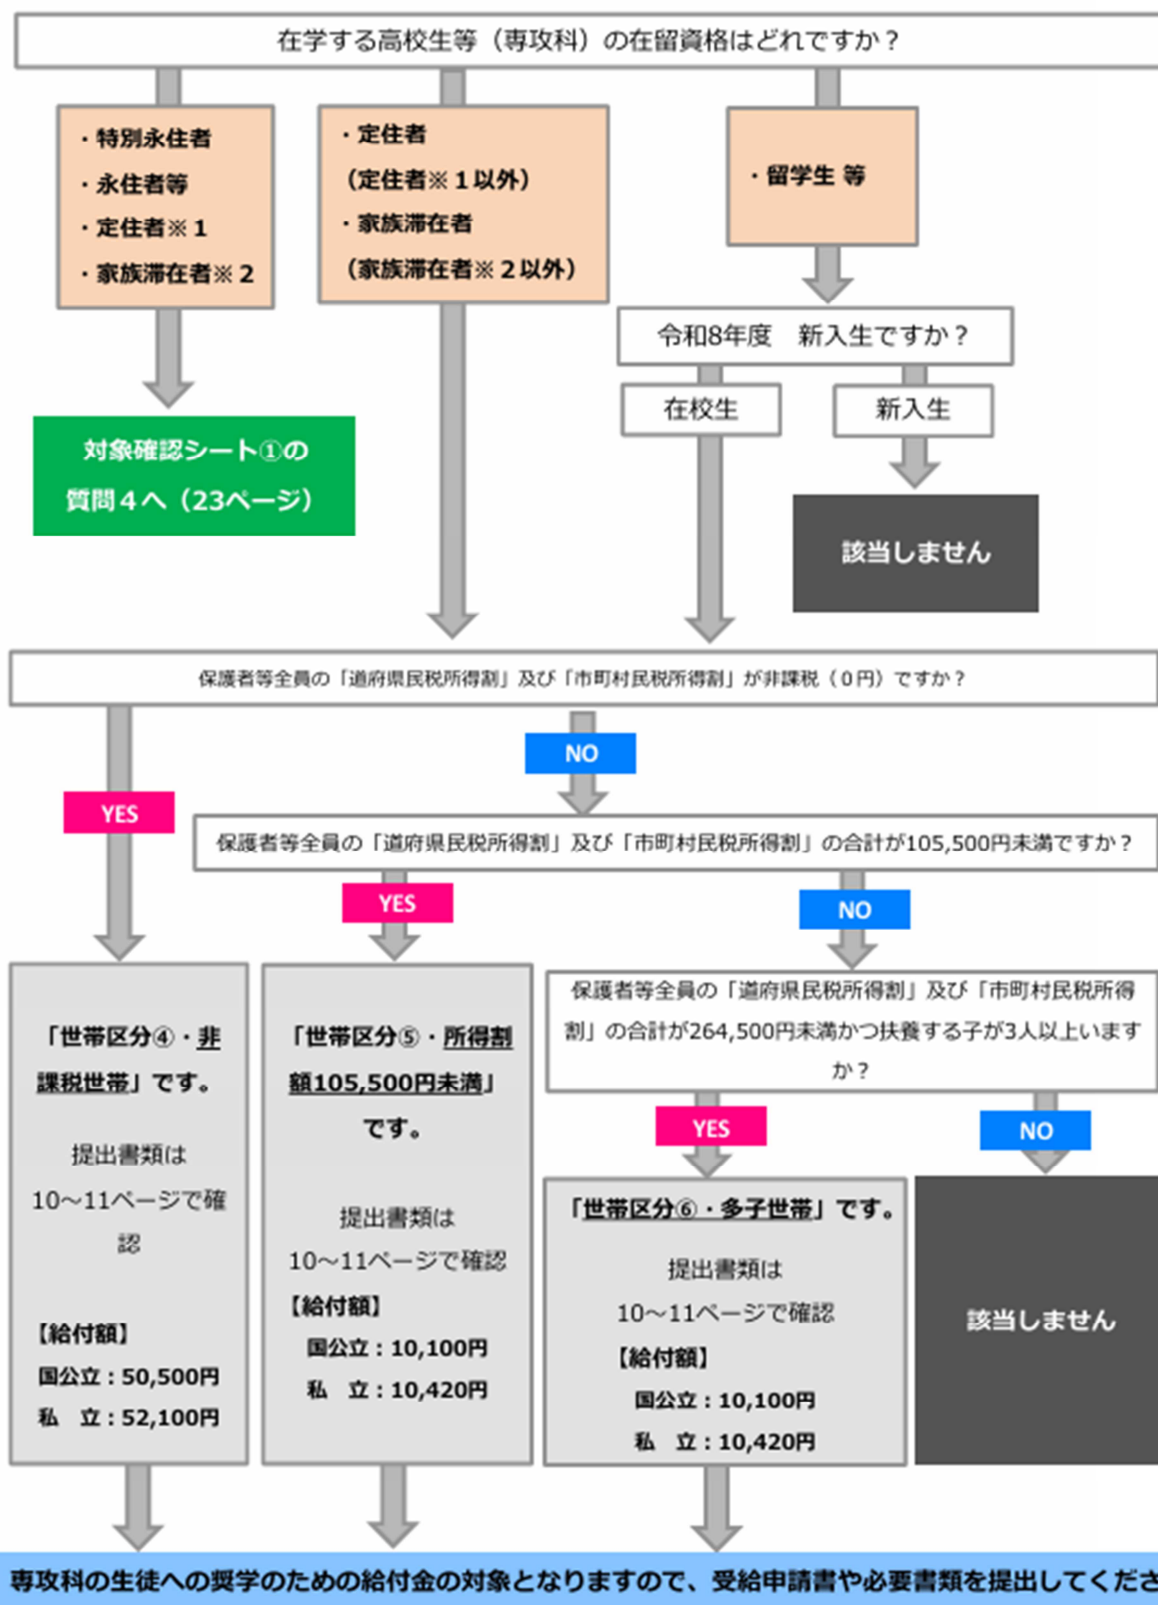 在学する高校生等（専攻科）の在留資格はどれですか？
・特別永住者
・永住者等
・定住者※１
・家族滞在者※２
・定住者
（定住者※１以外）
・家族滞在者
（家族滞在者※２以外）
・留学生 等
令和8年度　新入生ですか？
在校生
新入生
対象確認シート①の
質問４へ（23ページ）
該当しません
保護者等全員の「道府県民税所得割」及び「市町村民税所得割」が非課税（０円）ですか？
NO
YES
保護者等全員の「道府県民税所得割」及び「市町村民税所得割」の合計が105,500円未満ですか？
YES
NO
保護者等全員の「道府県民税所得割」及び「市町村民税所得
割」の合計が264,500円未満かつ扶養する子が3人以上います
か？
YES
NO
「世帯区分④・非
課税世帯」です。
提出書類は
10～11ページで確
認
【給付額】
国公立：50,500円
私　立：52,100円
「世帯区分⑤・所得割
額105,500円未満」
です。
提出書類は
10～11ページで確認
【給付額】
国公立：10,100円
私　立：10,420円
「世帯区分⑥・多子世帯」です。
提出書類は
10～11ページで確認
【給付額】
国公立：10,100円
私　立：10,420円
該当しません
専攻科の生徒への奨学のための給付金の対象となりますので、受給申請書や必要書類を提出してくださ